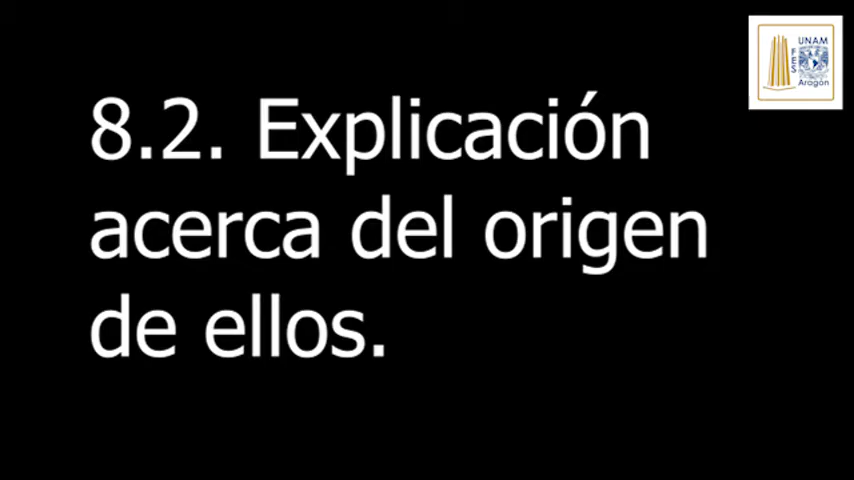 UNAM
FES
Aragón
8.2. Explicación
acerca del origen
de ellos.